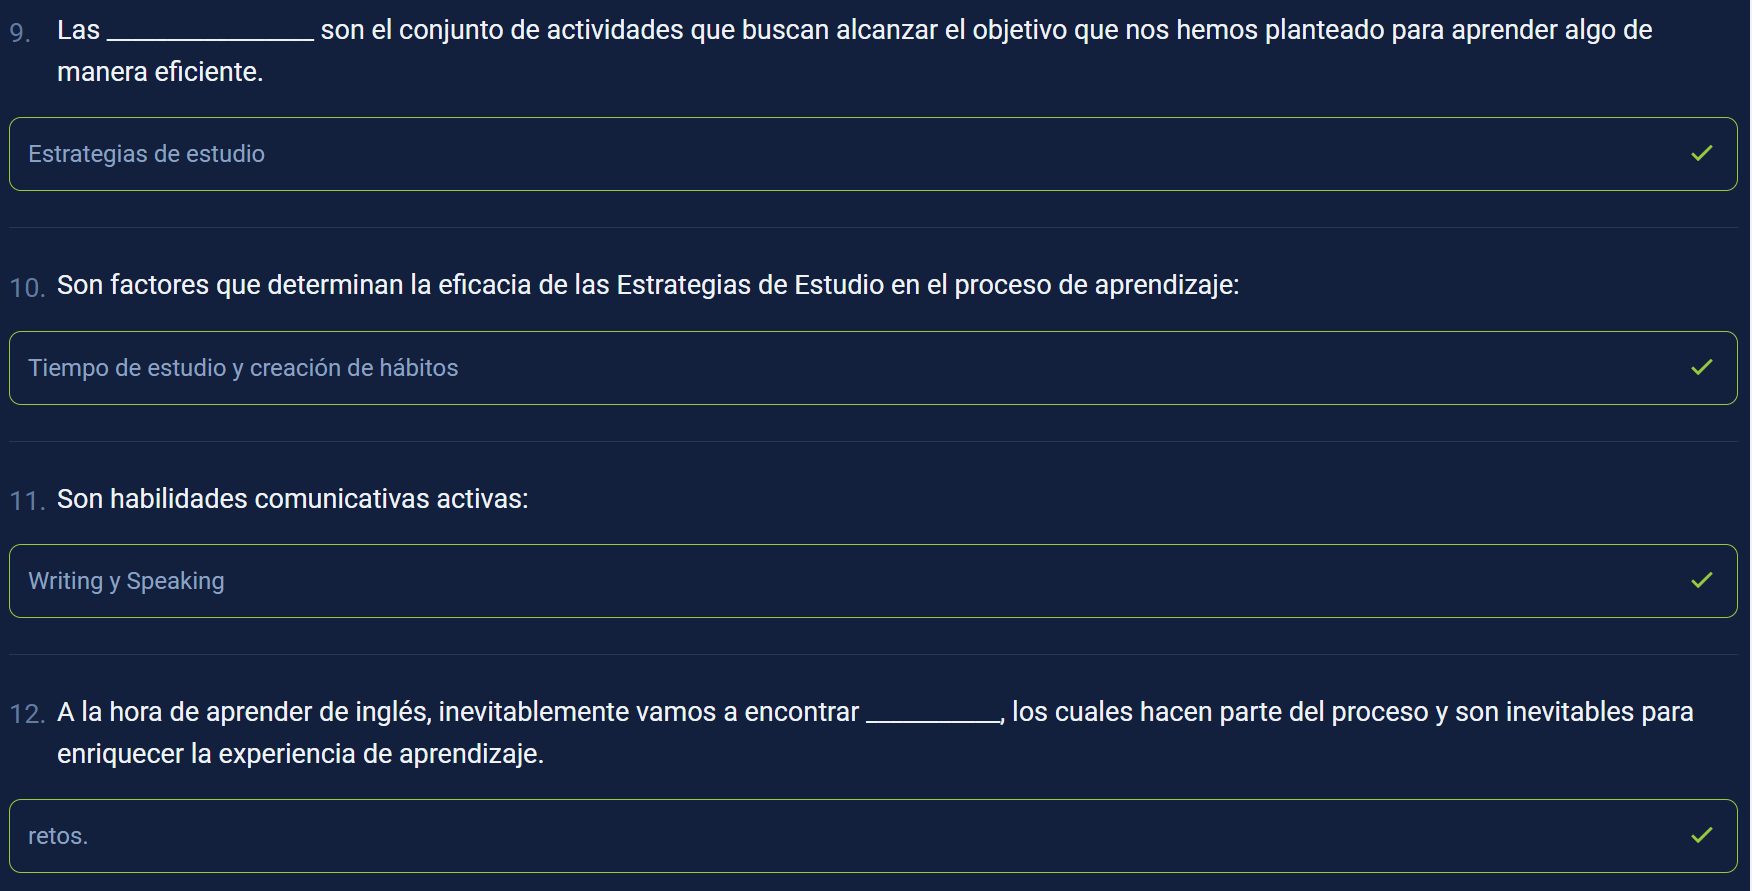 9. Las _______________ son el conjunto de actividades que buscan alcanzar el objetivo que nos hemos planteado para aprender algo de
manera eficiente.
Estrategias de estudio
10. Son factores que determinan la eficacia de las Estrategias de Estudio en el proceso de aprendizaje:
Tiempo de estudio y creación de hábitos
11. Son habilidades comunicativas activas:
Writing y Speaking
12. A la hora de aprender de inglés, inevitablemente vamos a encontrar __________, los cuales hacen parte del proceso y son inevitables para
enriquecer la experiencia de aprendizaje.
retos.